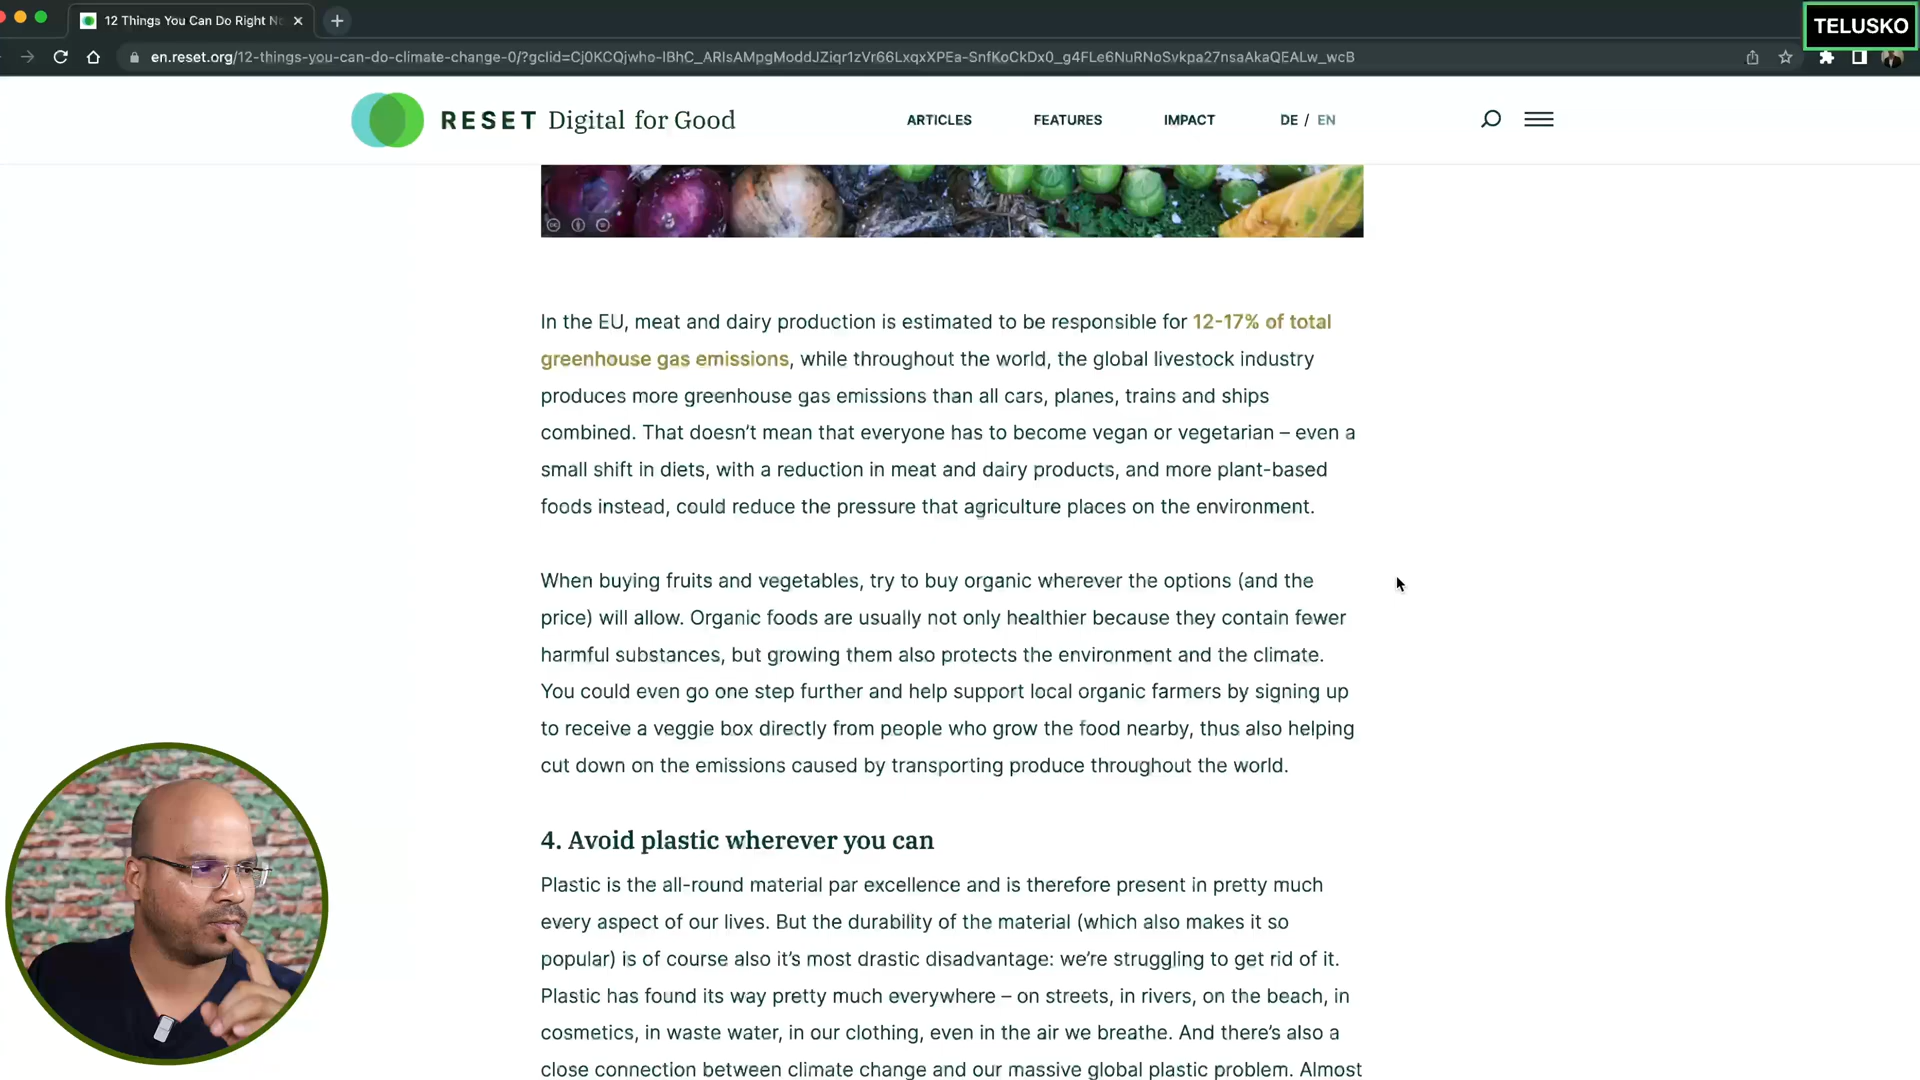 12 Things You Can Do Right No
TELUSKO
en.reset.org/12-things-you-can-do-climate-change-0/?gclid=Cj0KCQjwho-IBhC_ARIsAMpgModdJZiqr1zVr66LxqxXPEa-SnfKoCkDx0_g4FLe6NuRNoSvkpa27nsaAkaQEALw_wcB
RESET Digital for Good
ARTICLES FEATURES IMPACT DE / EN
In the EU, meat and dairy production is estimated to be responsible for 12-17% of total
greenhouse gas emissions, while throughout the world, the global livestock industry
produces more greenhouse gas emissions than all cars, planes, trains and ships
combined. That doesn’t mean that everyone has to become vegan or vegetarian – even a
small shift in diets, with a reduction in meat and dairy products, and more plant-based
foods instead, could reduce the pressure that agriculture places on the environment.
When buying fruits and vegetables, try to buy organic wherever the options (and the
price) will allow. Organic foods are usually not only healthier because they contain fewer
harmful substances, but growing them also protects the environment and the climate.
You could even go one step further and help support local organic farmers by signing up
to receive a veggie box directly from people who grow the food nearby, thus also helping
cut down on the emissions caused by transporting produce throughout the world.
4. Avoid plastic wherever you can
Plastic is the all-round material par excellence and is therefore present in pretty much
every aspect of our lives. But the durability of the material (which also makes it so
popular) is of course also it’s most drastic disadvantage: we’re struggling to get rid of it.
Plastic has found its way pretty much everywhere – on streets, in rivers, on the beach, in
cosmetics, in waste water, in our clothing, even in the air we breathe. And there’s also a
close connection between climate change and our massive global plastic problem. Almost